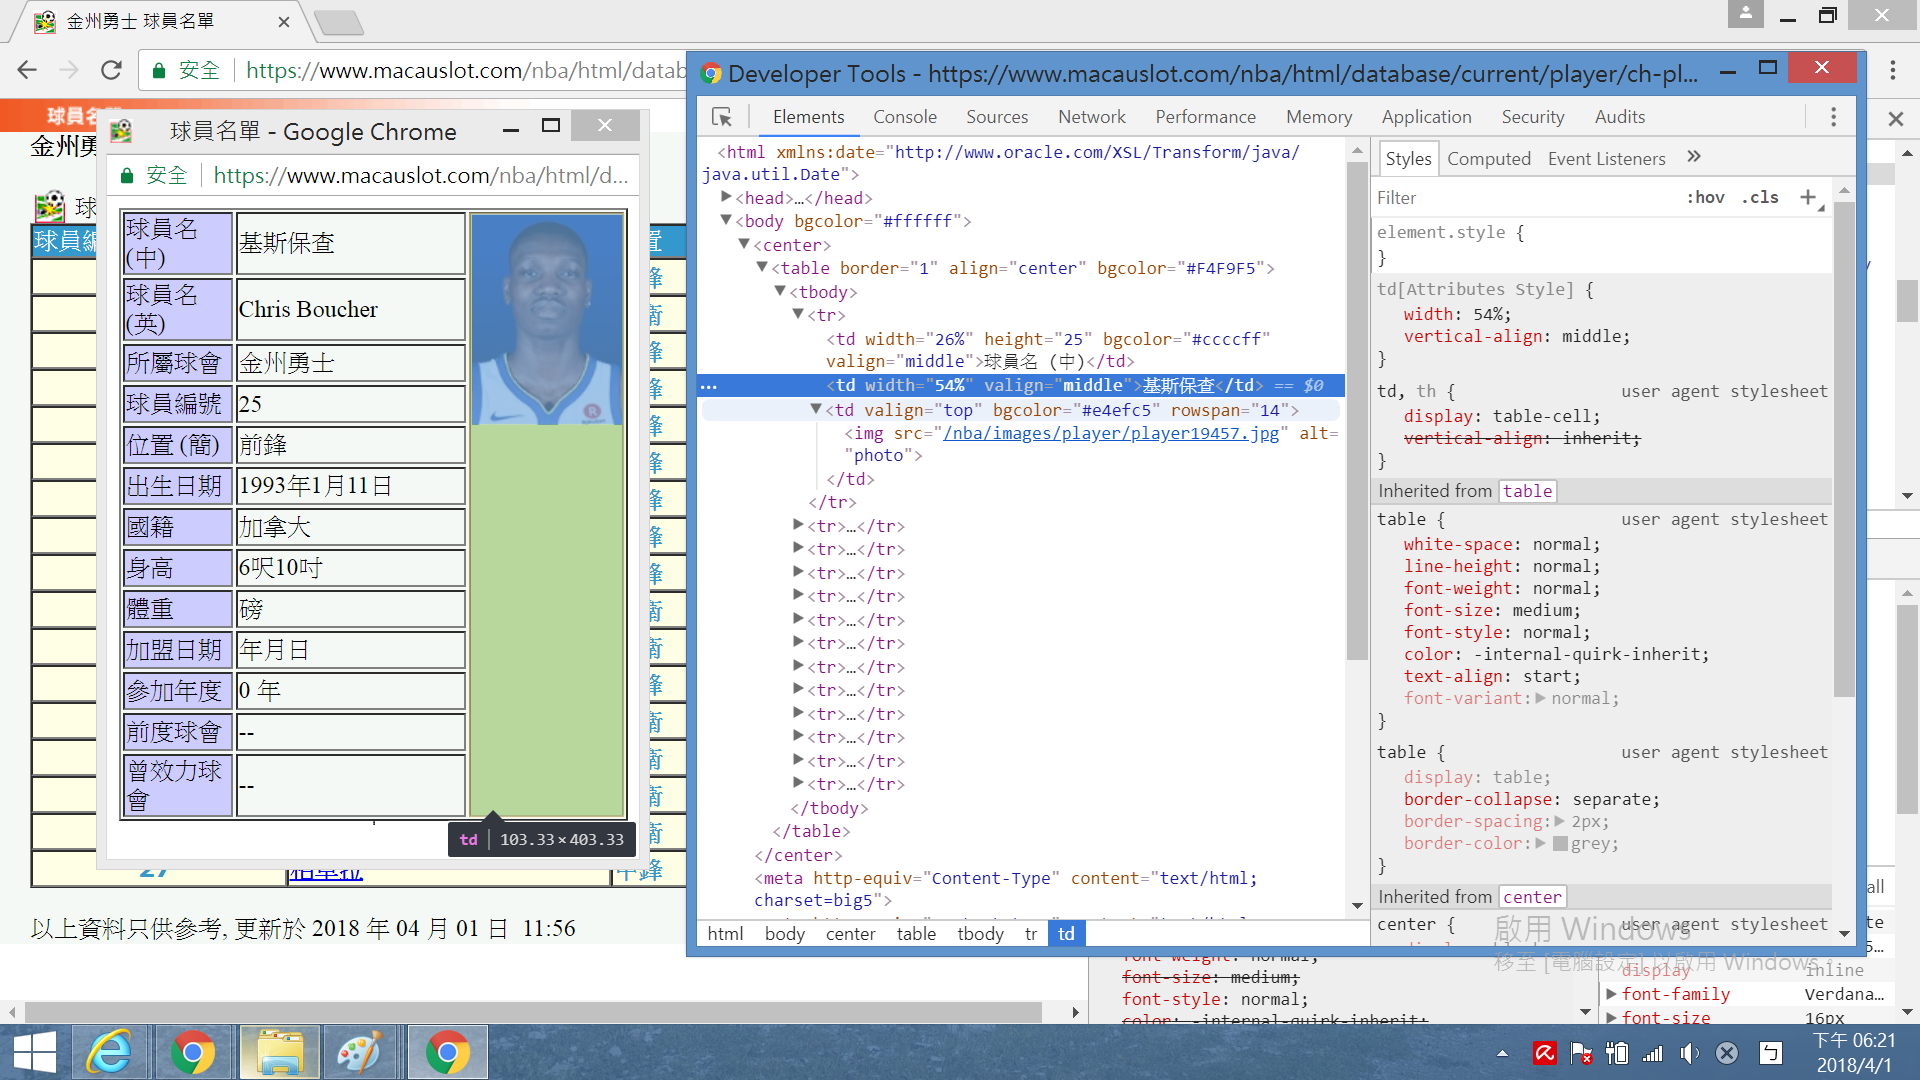 金州勇士 球員名單
安全 https://www.macauslot.com/nba/html/datab
球員名
金州勇
球
球員編
置
球員名單 - Google Chrome
安全 https://www.macauslot.com/nba/html/d...
球員名 (中) 基斯保查
球員名 (英) Chris Boucher
所屬球會 金州勇士
球員編號 25
位置 (簡) 前鋒
出生日期 1993年1月11日
國籍 加拿大
身高 6呎10吋
體重 磅
加盟日期 年月日
參加年度 0 年
前度球會 --
曾效力球會 --
td 103.33×403.33
以上資料只供參考, 更新於 2018 年 04 月 01 日 11:56
Developer Tools - https://www.macauslot.com/nba/html/database/current/player/ch-pl...
Elements Console Sources Network Performance Memory Application Security Audits
<html xmlns:date="http://www.oracle.com/XSL/Transform/java/
java.util.Date">
<head>…</head>
<body bgcolor="#ffffff">
<center>
<table border="1" align="center" bgcolor="#F4F9F5">
<tbody>
<tr>
<td width="26%" height="25" bgcolor="#ccccff"
valign="middle">球員名 (中)</td>
... <td width="54%" valign="middle">基斯保查</td> == $0
<td valign="top" bgcolor="#e4efc5" rowspan="14">
<img src="/nba/images/player/player19457.jpg" alt=
"photo">
</td>
</tr>
<tr>…</tr>
<tr>…</tr>
<tr>…</tr>
<tr>…</tr>
<tr>…</tr>
<tr>…</tr>
<tr>…</tr>
<tr>…</tr>
<tr>…</tr>
<tr>…</tr>
<tr>…</tr>
<tr>…</tr>
</tbody>
</table>
</center>
<meta http-equiv="Content-Type" content="text/html;
charset=big5">
html body center table tbody tr td
Styles Computed Event Listeners »
Filter :hov .cls +
element.style {
}
td[Attributes Style] {
width: 54%;
vertical-align: middle;
}
td, th { user agent stylesheet
display: table-cell;
vertical-align: inherit;
}
Inherited from table
table { user agent stylesheet
white-space: normal;
line-height: normal;
font-weight: normal;
font-size: medium;
font-style: normal;
color: -internal-quirk-inherit;
text-align: start;
font-variant: normal;
}
table { user agent stylesheet
display: table;
border-collapse: separate;
border-spacing: 2px;
border-color: grey;
}
Inherited from center
center { user agent stylesheet
啟用 Windows
移至 [電腦設定] 以啟用 Windows。
font-weight: normal;
font-size: medium;
font-style: normal;
color: -internal-quirk-inherit;
all
display inline
font-family Verdana...
font-size 16px
下午 06:21
2018/4/1